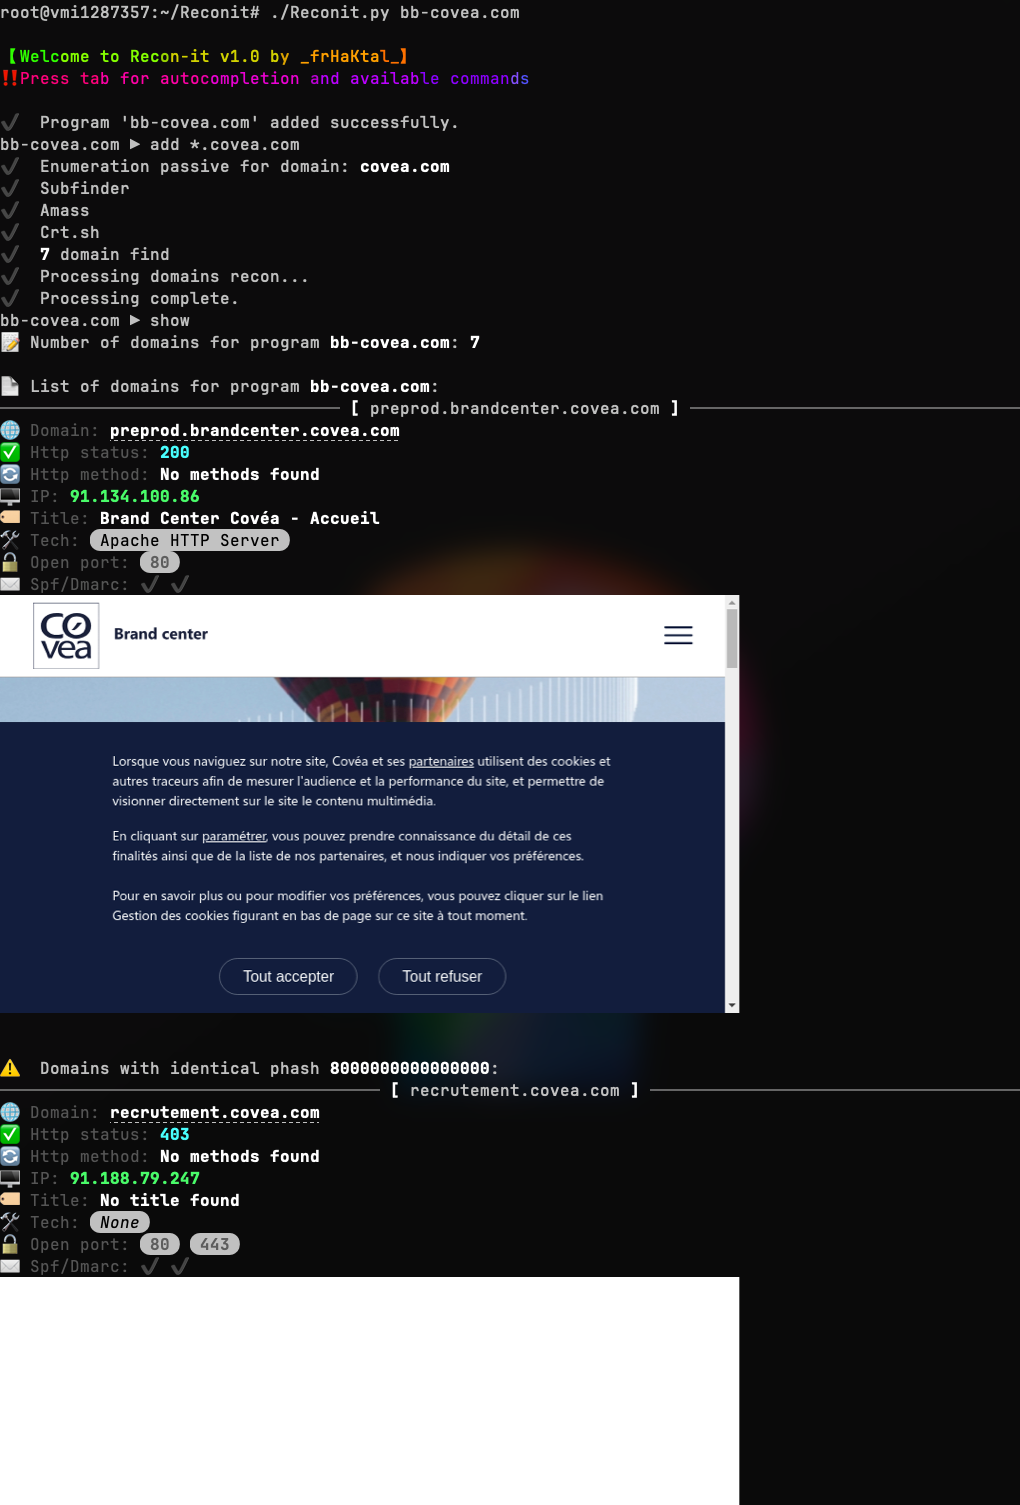 root@vmi1287357:~/Reconit# ./Reconit.py bb-covea.com
【Welcome to Recon-it v1.0 by _frHaKtal_】
‼️Press tab for autocompletion and available commands
✔️ Program 'bb-covea.com' added successfully.
bb-covea.com ► add *.covea.com
✔️ Enumeration passive for domain: covea.com
✔️ Subfinder
✔️ Amass
✔️ Crt.sh
✔️ 7 domain find
✔️ Processing domains recon...
✔️ Processing complete.
bb-covea.com ► show
📝 Number of domains for program bb-covea.com: 7
📄 List of domains for program bb-covea.com:
[ preprod.brandcenter.covea.com ]
🌐 Domain: preprod.brandcenter.covea.com
✅ Http status: 200
🔄 Http method: No methods found
🖥️ IP: 91.134.100.86
🏷️ Title: Brand Center Covéa - Accueil
🛠️ Tech: Apache HTTP Server
🔓 Open port: 80
✉️ Spf/Dmarc: ✔️ ✔️
COVEA Brand center
Lorsque vous naviguez sur notre site, Covéa et ses partenaires utilisent des cookies et
autres traceurs afin de mesurer l'audience et la performance du site, et permettre de
visionner directement sur le site le contenu multimédia.
En cliquant sur paramétrer, vous pouvez prendre connaissance du détail de ces
finalités ainsi que de la liste de nos partenaires, et nous indiquer vos préférences.
Pour en savoir plus ou pour modifier vos préférences, vous pouvez cliquer sur le lien
Gestion des cookies figurant en bas de page sur ce site à tout moment.
Tout accepter Tout refuser
⚠️ Domains with identical phash 8000000000000000:
[ recrutement.covea.com ]
🌐 Domain: recrutement.covea.com
✅ Http status: 403
🔄 Http method: No methods found
🖥️ IP: 91.188.79.247
🏷️ Title: No title found
🛠️ Tech: None
🔓 Open port: 80 443
✉️ Spf/Dmarc: ✔️ ✔️